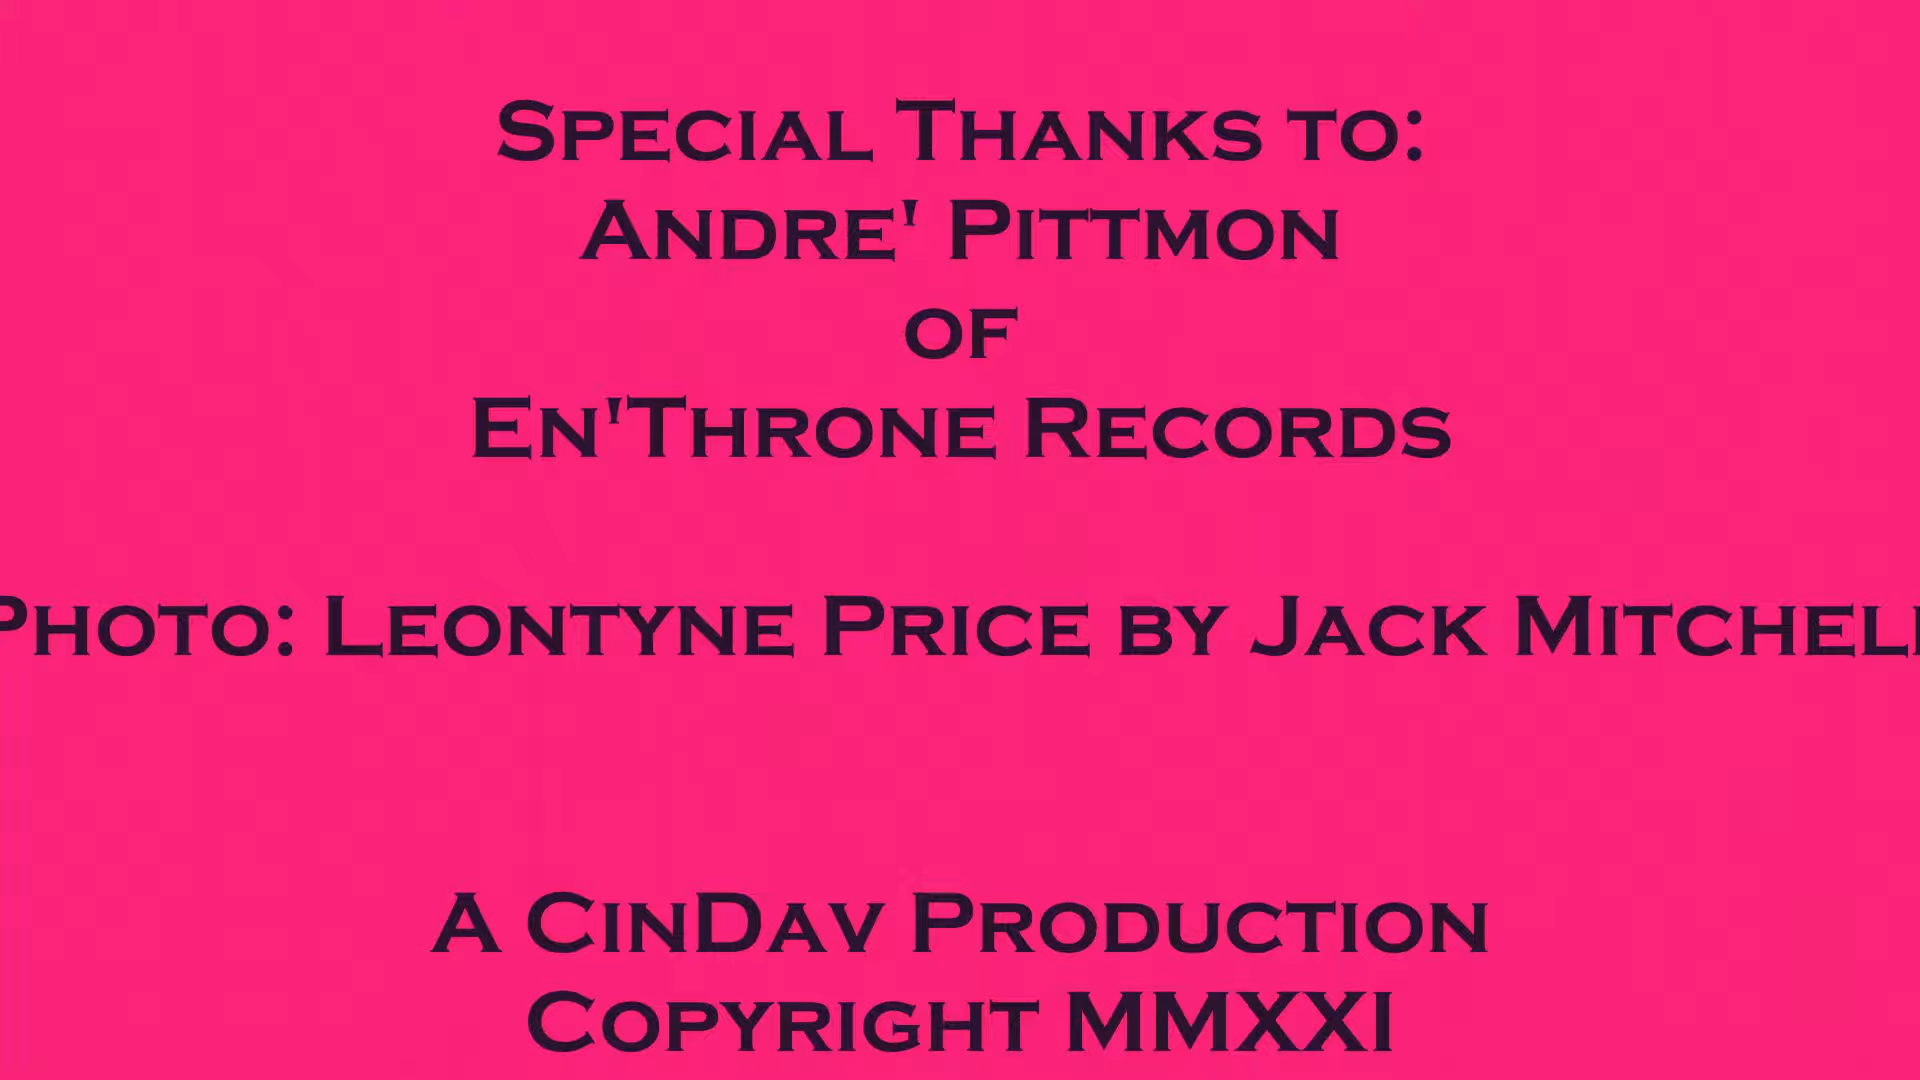 Special Thanks to:
Andre' Pittmon
of
En'Throne Records
Photo: Leontyne Price by Jack Mitchell
A CinDav Production
Copyright MMXXI